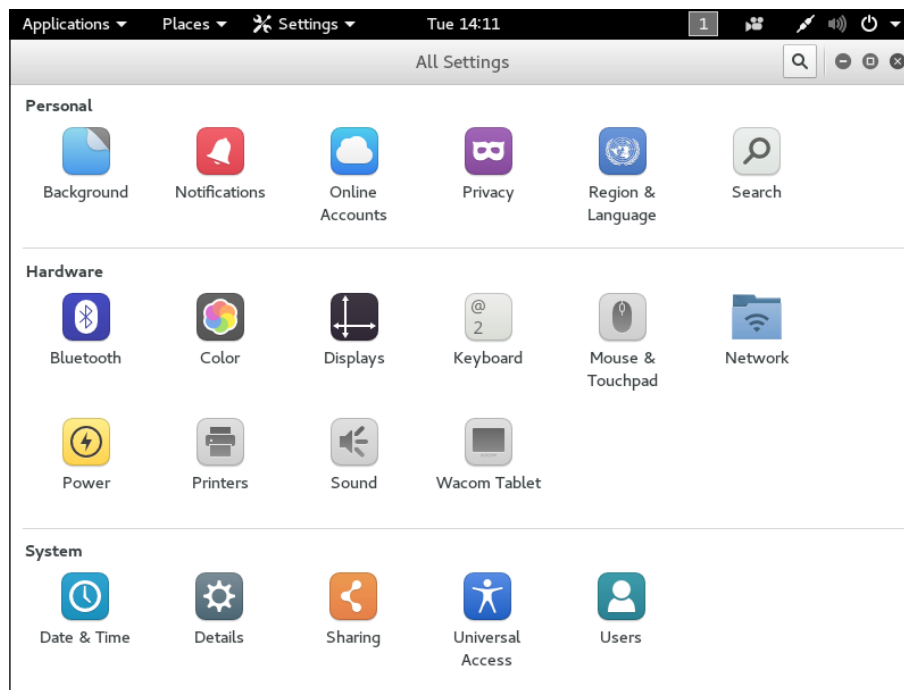 Applications Places Settings Tue 14:11 1
All Settings
Personal
Background Notifications Online Accounts Privacy Region & Language Search
Hardware
Bluetooth Color Displays @ 2 Keyboard Mouse & Touchpad Network
Power Printers Sound Wacom Tablet
System
Date & Time Details Sharing Universal Access Users